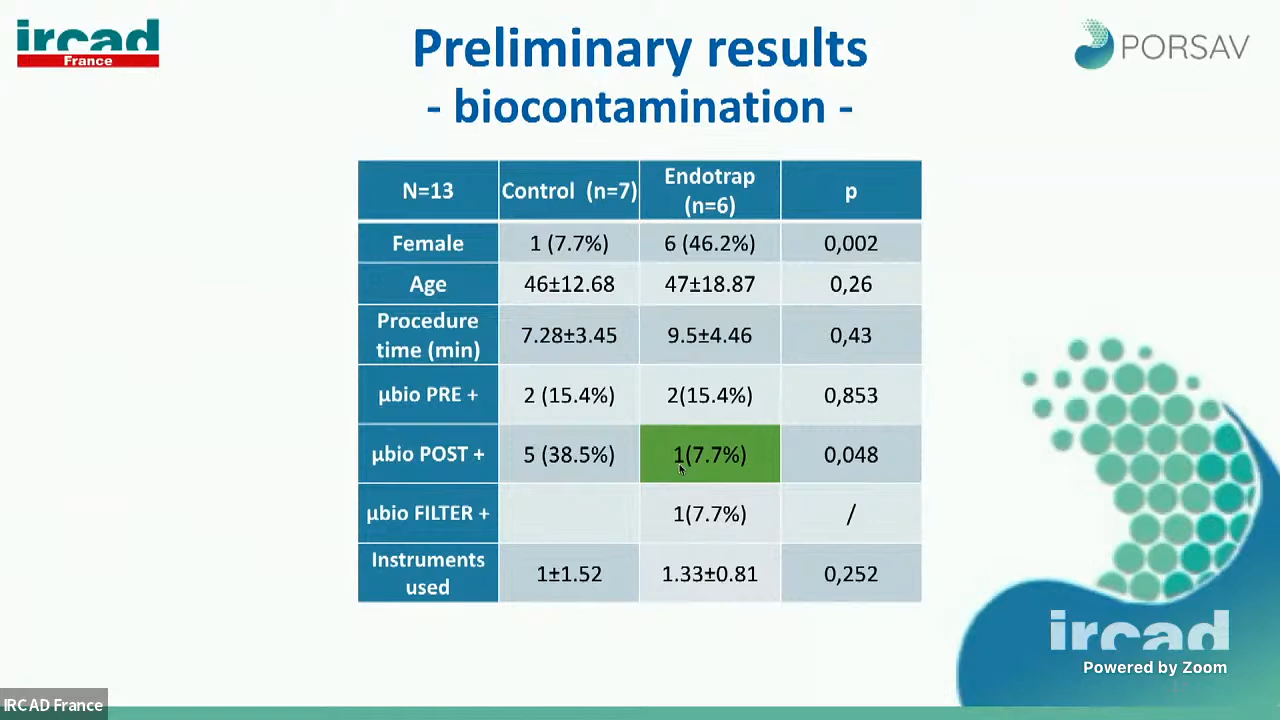 ircad
France
Preliminary results
- biocontamination -
PORSAV
N=13 Control (n=7) Endotrap (n=6) p
Female 1 (7.7%) 6 (46.2%) 0,002
Age 46±12.68 47±18.87 0,26
Procedure time (min) 7.28±3.45 9.5±4.46 0,43
µbio PRE + 2 (15.4%) 2(15.4%) 0,853
µbio POST + 5 (38.5%) 1(7.7%) 0,048
µbio FILTER + 1(7.7%) /
Instruments used 1±1.52 1.33±0.81 0,252
ircad
Powered by Zoom
IRCAD France